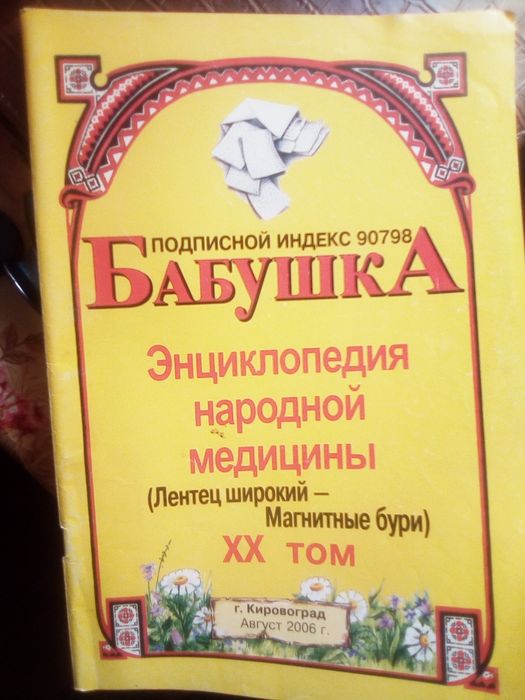 ПОДПИСНОЙ ИНДЕКС 90798
БАБУШКА
Энциклопедия
народной
медицины
(Лентец широкий –
Магнитные бури)
XX том
г. Кировоград
Август 2006 г.